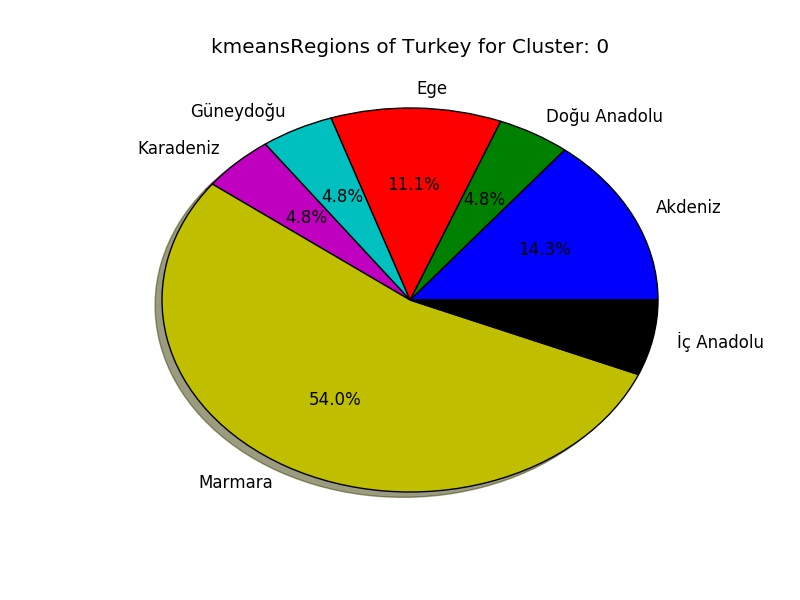 kmeansRegions of Turkey for Cluster: 0
Ege
Güneydoğu
Doğu Anadolu
Karadeniz
11.1%
4.8%
4.8%
Akdeniz
4.8%
14.3%
İç Anadolu
54.0%
Marmara